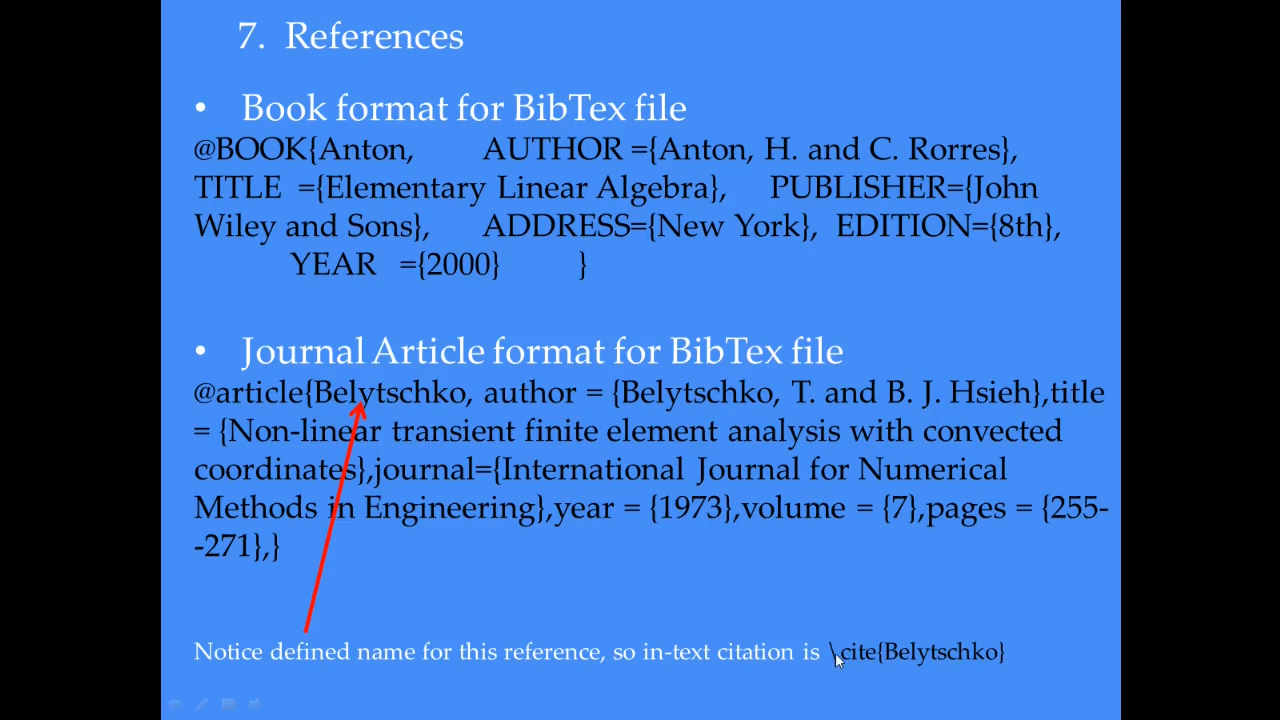 7. References
• Book format for BibTex file
@BOOK{Anton, AUTHOR ={Anton, H. and C. Rorres},
TITLE ={Elementary Linear Algebra}, PUBLISHER={John
Wiley and Sons}, ADDRESS={New York}, EDITION={8th},
YEAR ={2000} }
• Journal Article format for BibTex file
@article{Belytschko, author = {Belytschko, T. and B. J. Hsieh},title
= {Non-linear transient finite element analysis with convected
coordinates},journal={International Journal for Numerical
Methods in Engineering},year = {1973},volume = {7},pages = {255-
-271},}
Notice defined name for this reference, so in-text citation is \cite{Belytschko}